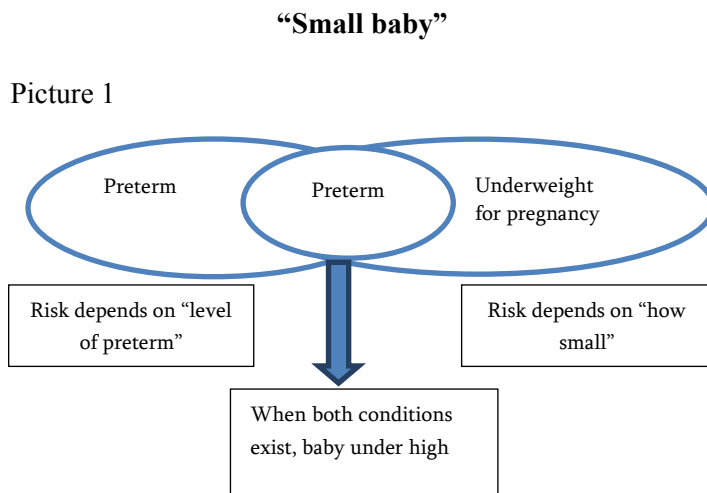 “Small baby”
Picture 1
Preterm
Preterm
Underweight
for pregnancy
Risk depends on “level
of preterm”
Risk depends on “how
small”
When both conditions
exist, baby under high